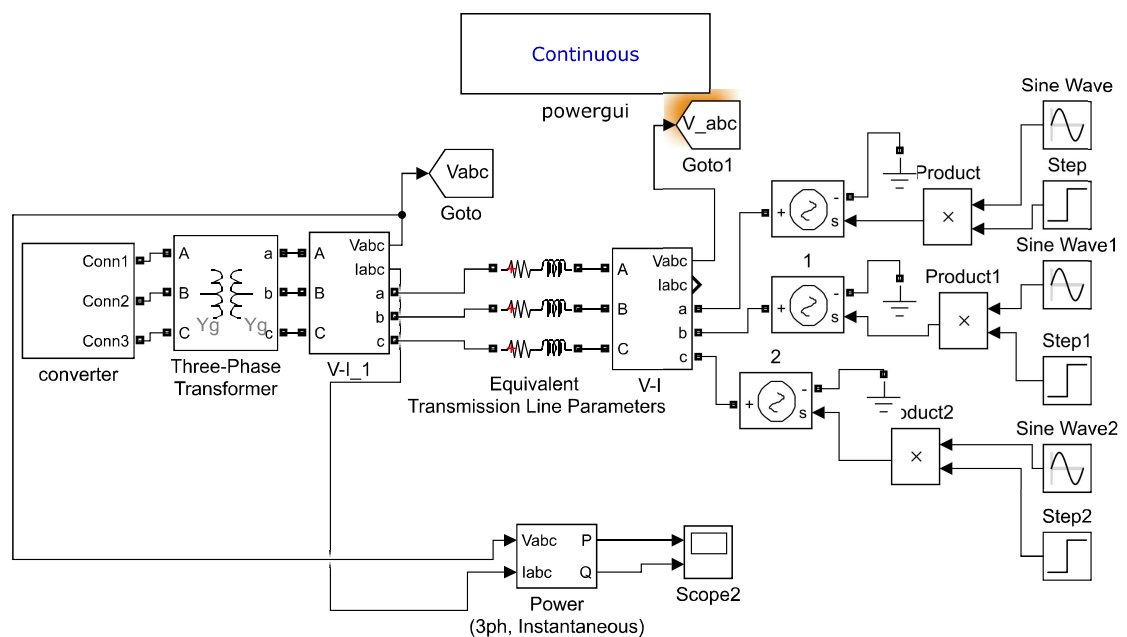 Continuous
powergui
V_abc
Goto1
Sine Wave
Step
Product
×
+
-
s
Vabc
Goto
Conn1
Conn2
Conn3
converter
A
B
C
a
b
c
Yg
Yg
Three-Phase
Transformer
A
B
C
Vabc
Iabc
a
b
c
V-I_1
Equivalent
Transmission Line Parameters
A
B
C
Vabc
Iabc
a
b
c
V-I
1
+
-
s
Product1
×
Sine Wave1
Step1
2
+
-
s
oduct2
×
Sine Wave2
Step2
Vabc
Iabc
P
Q
Power
(3ph, Instantaneous)
Scope2